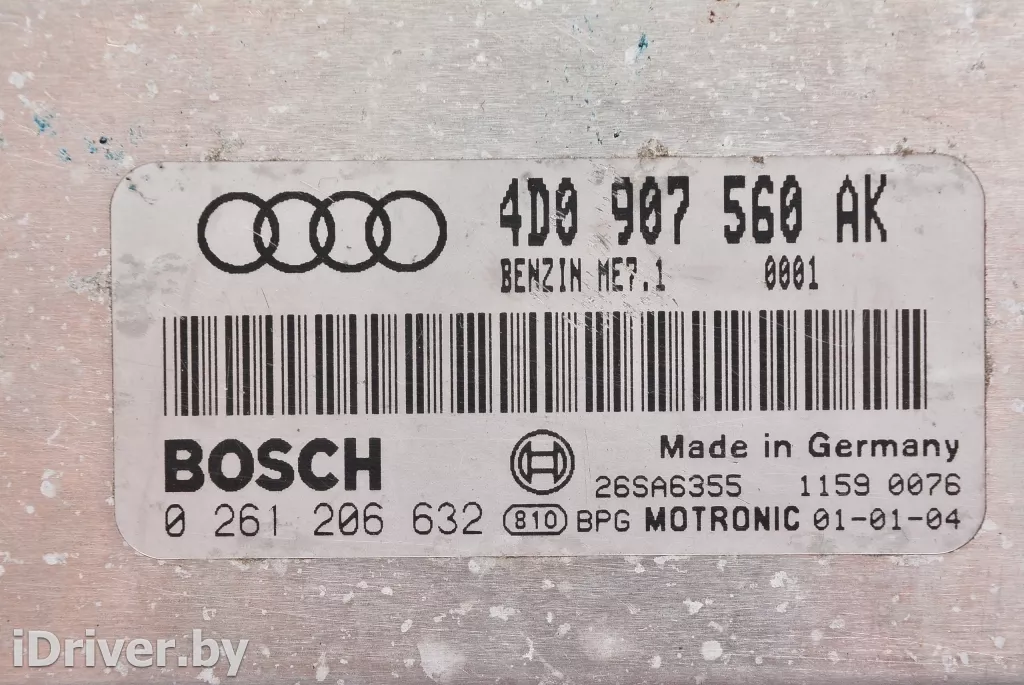 4D0 907 560 AK
BENZIN ME7.1 0001
BOSCH
Made in Germany
26SA6355 1159 0076
0 261 206 632 810 BPG MOTRONIC 01-01-04
iDriver.by